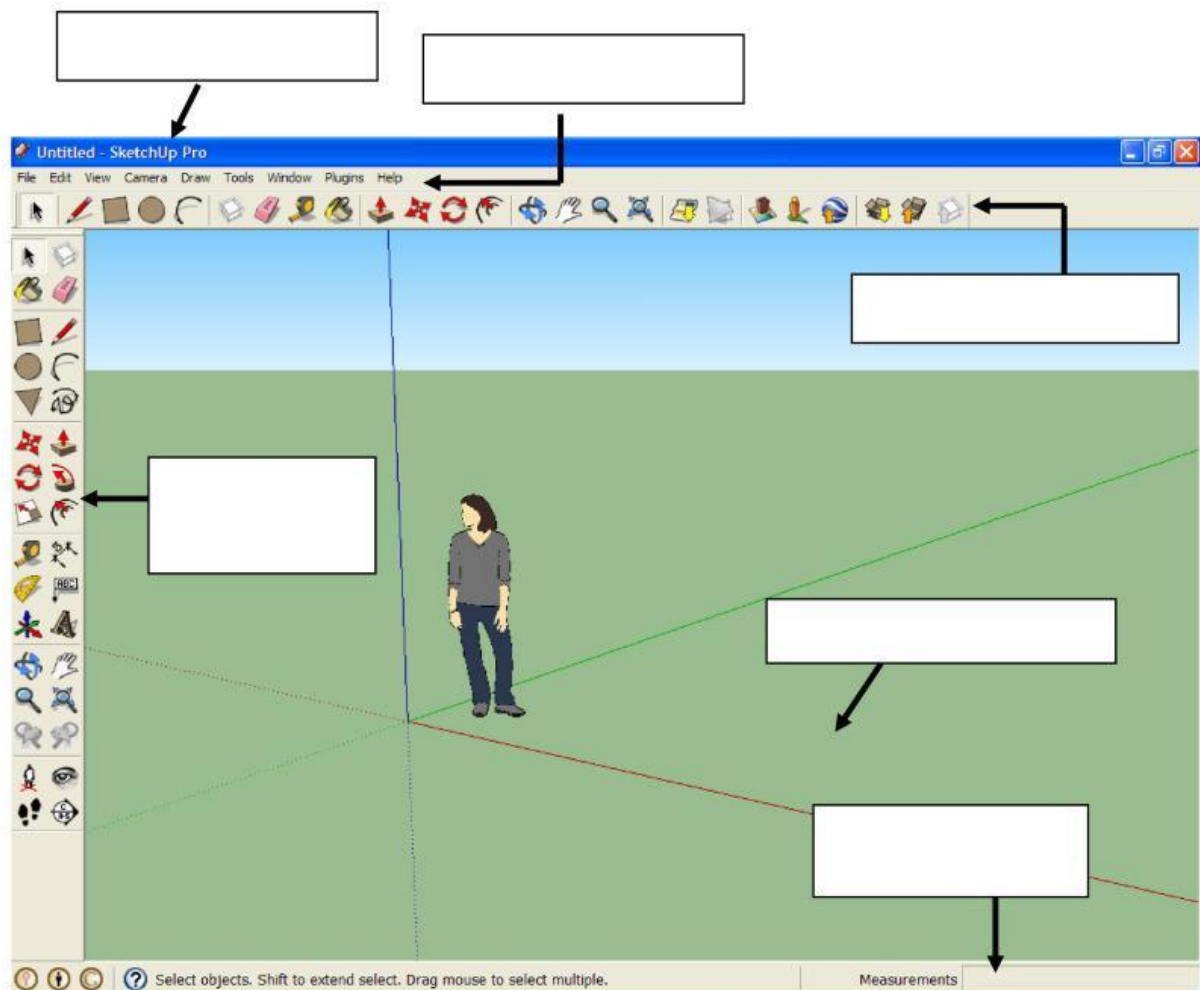 Untitled - SketchUp Pro
File Edit View Camera Draw Tools Window Plugins Help
ABC
Select objects. Shift to extend select. Drag mouse to select multiple.
Measurements